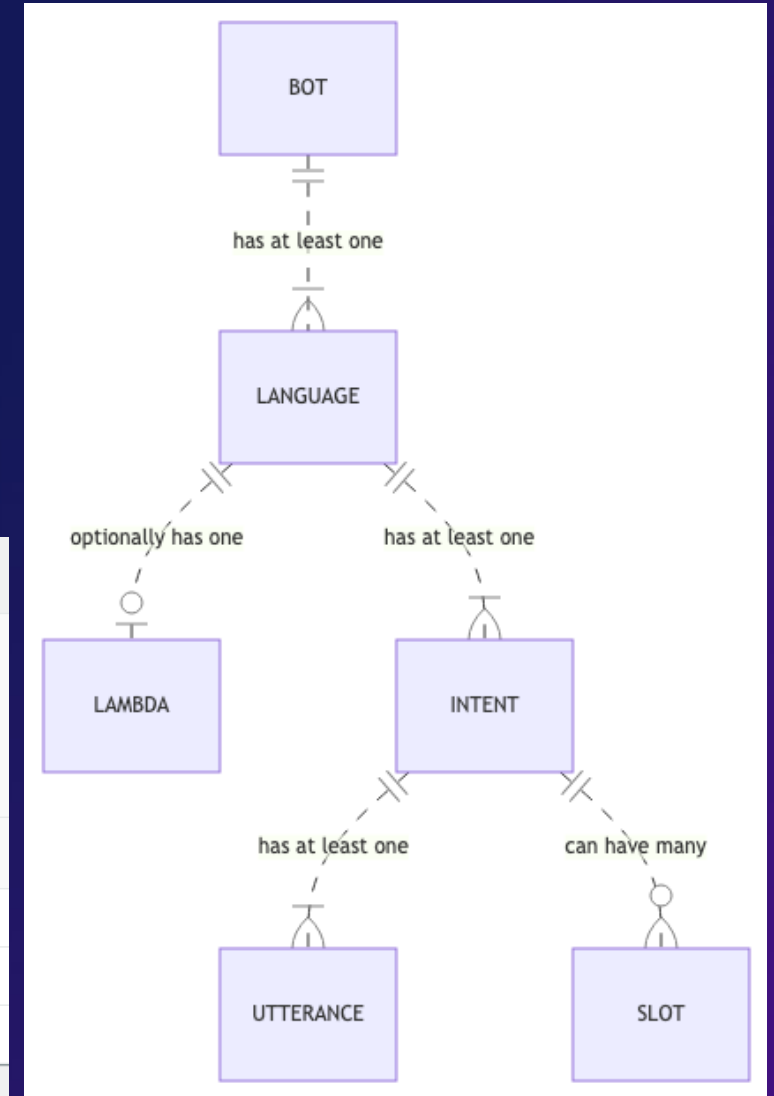 BOT
has at least one
LANGUAGE
optionally has one
has at least one
LAMBDA
INTENT
has at least one
can have many
UTTERANCE
SLOT